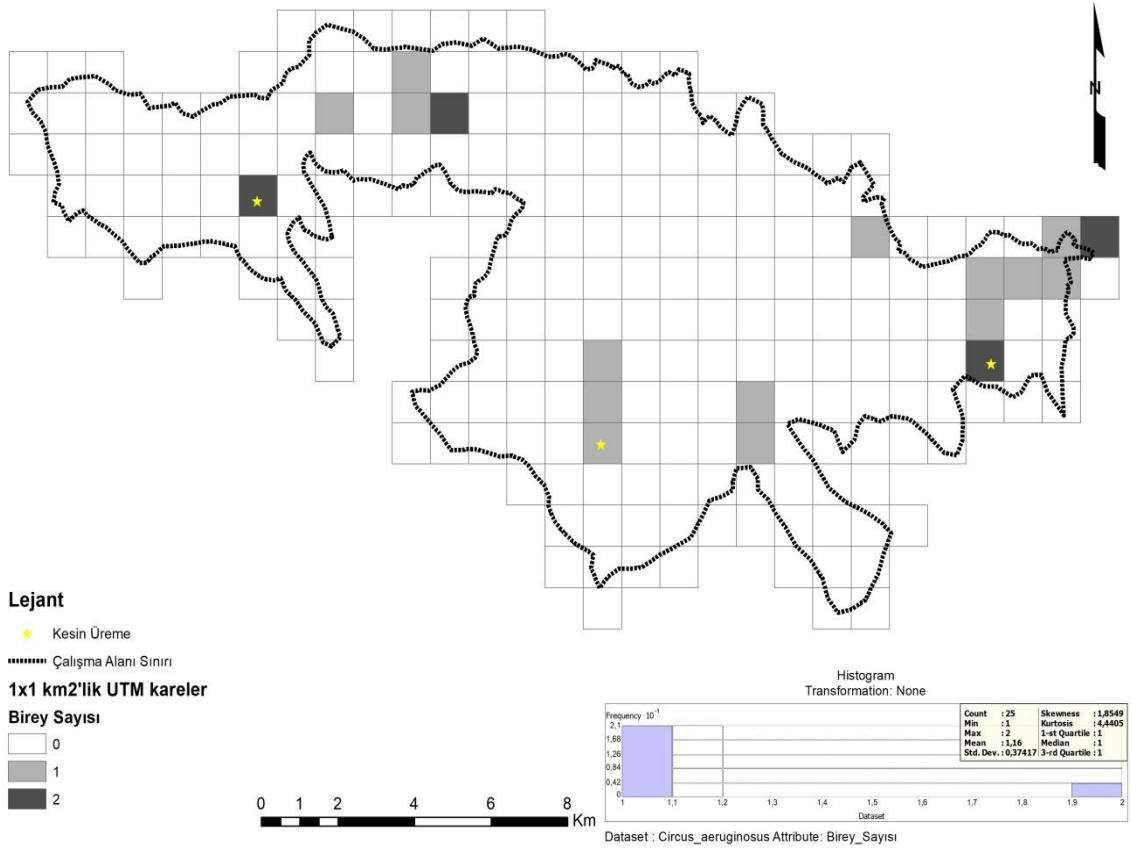 N
Lejant
Kesin Üreme
Çalışma Alanı Sınırı
1x1 km2'lik UTM kareler
Birey Sayısı
0
1
2
0 1 2 4 6 8
Km
Histogram
Transformation: None
Frequency 10⁻¹
2,1
1,68
1,26
0,84
0,42
0
1 1,1 1,2 1,3 1,4 1,5 1,6 1,7 1,8 1,9 2
Dataset
Count : 25 Skewness : 1,8549
Min : 1 Kurtosis : 4,4405
Max : 2 1-st Quartile : 1
Mean : 1,16 Median : 1
Std. Dev. : 0,37417 3-rd Quartile : 1
Dataset : Circus_aeruginosus Attribute: Birey_Sayısı